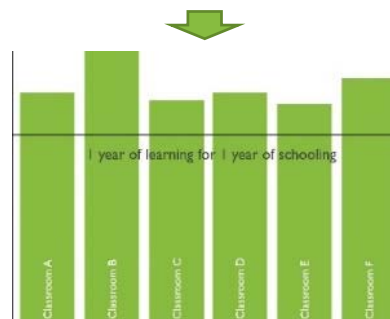 1 year of learning for 1 year of schooling
Classroom A
Classroom B
Classroom C
Classroom D
Classroom E
Classroom F